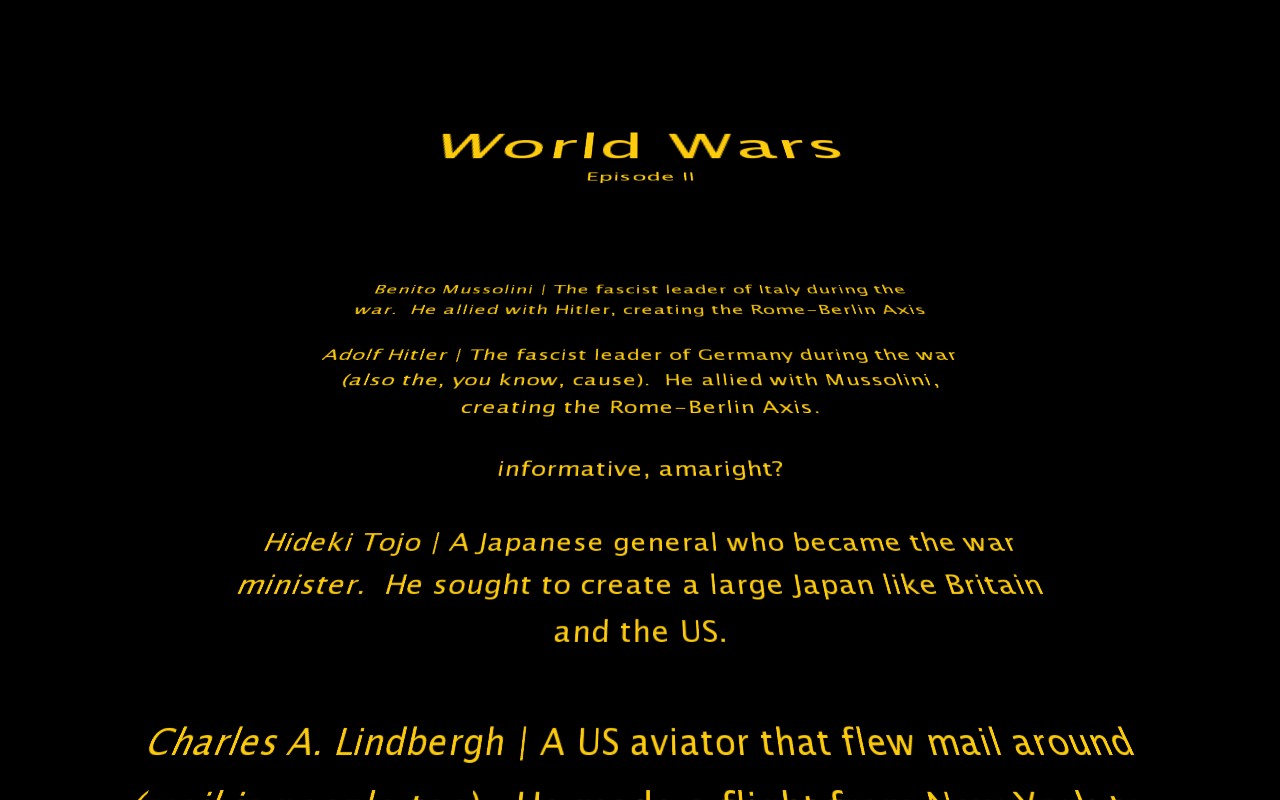 World Wars
Episode II
Benito Mussolini | The fascist leader of Italy during the
war.  He allied with Hitler, creating the Rome-Berlin Axis
Adolf Hitler | The fascist leader of Germany during the war
(also the, you know, cause).  He allied with Mussolini,
creating the Rome-Berlin Axis.
informative, amaright?
Hideki Tojo | A Japanese general who became the war
minister.  He sought to create a large Japan like Britain
and the US.
Charles A. Lindbergh | A US aviator that flew mail around